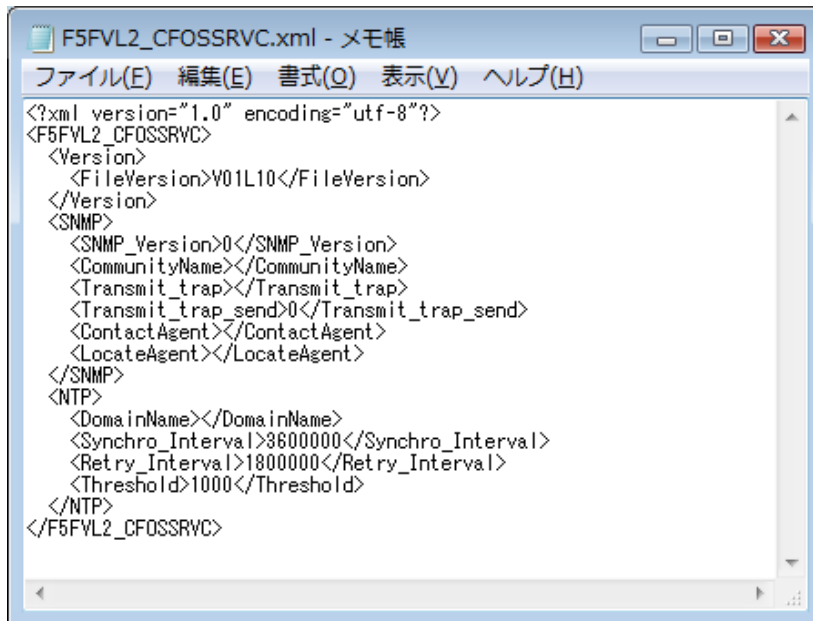 F5FVL2_CFOSSRVC.xml - メモ帳
ファイル(F) 編集(E) 書式(O) 表示(V) ヘルプ(H)
<?xml version="1.0" encoding="utf-8"?>
<F5FVL2_CFOSSRVC>
  <Version>
    <FileVersion>V01L10</FileVersion>
  </Version>
  <SNMP>
    <SNMP_Version>0</SNMP_Version>
    <CommunityName></CommunityName>
    <Transmit_trap></Transmit_trap>
    <Transmit_trap_send>0</Transmit_trap_send>
    <ContactAgent></ContactAgent>
    <LocateAgent></LocateAgent>
  </SNMP>
  <NTP>
    <DomainName></DomainName>
    <Synchro_Interval>3600000</Synchro_Interval>
    <Retry_Interval>1800000</Retry_Interval>
    <Threshold>1000</Threshold>
  </NTP>
</F5FVL2_CFOSSRVC>